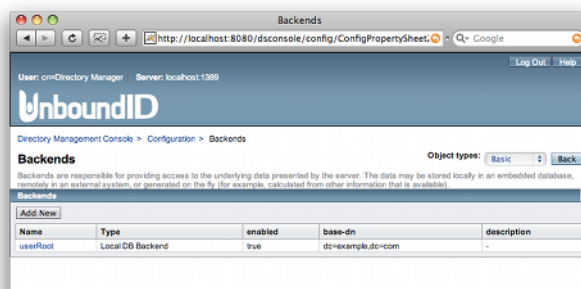 Backends
http://localhost:8080/dsconsole/config/ConfigPropertySheet
Google
Log Out Help
User: cn=Directory Manager Server: localhost:1389
UnboundID
Directory Management Console > Configuration > Backends
Backends
Object types: Basic Back
Backends are responsible for providing access to the underlying data presented by the server. The data may be stored locally in an embedded database,
remotely in an external system, or generated on the fly (for example, calculated from other information that is available).
Backends
Add New
Name Type enabled base-dn description
userRoot Local DB Backend true dc=example,dc=com -